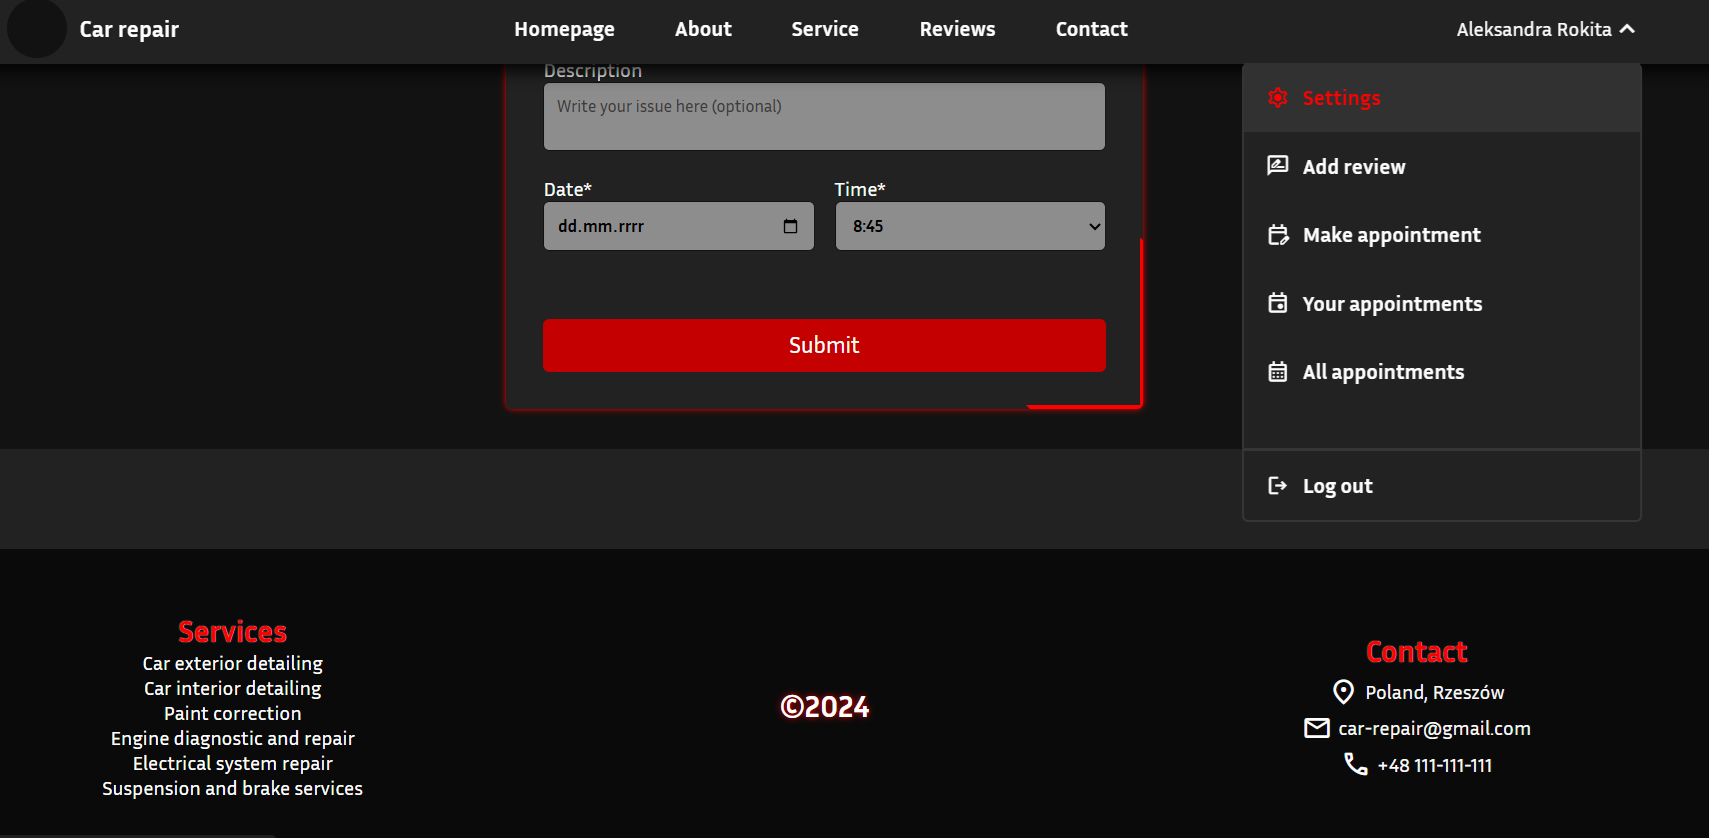 Car repair
Homepage
About
Service
Reviews
Contact
Aleksandra Rokita
Description
Write your issue here (optional)
Date*
Time*
dd.mm.rrrr
8:45
Submit
Settings
Add review
Make appointment
Your appointments
All appointments
Log out
Services
Car exterior detailing
Car interior detailing
Paint correction
Engine diagnostic and repair
Electrical system repair
Suspension and brake services
©2024
Contact
Poland, Rzeszów
car-repair@gmail.com
+48 111-111-111